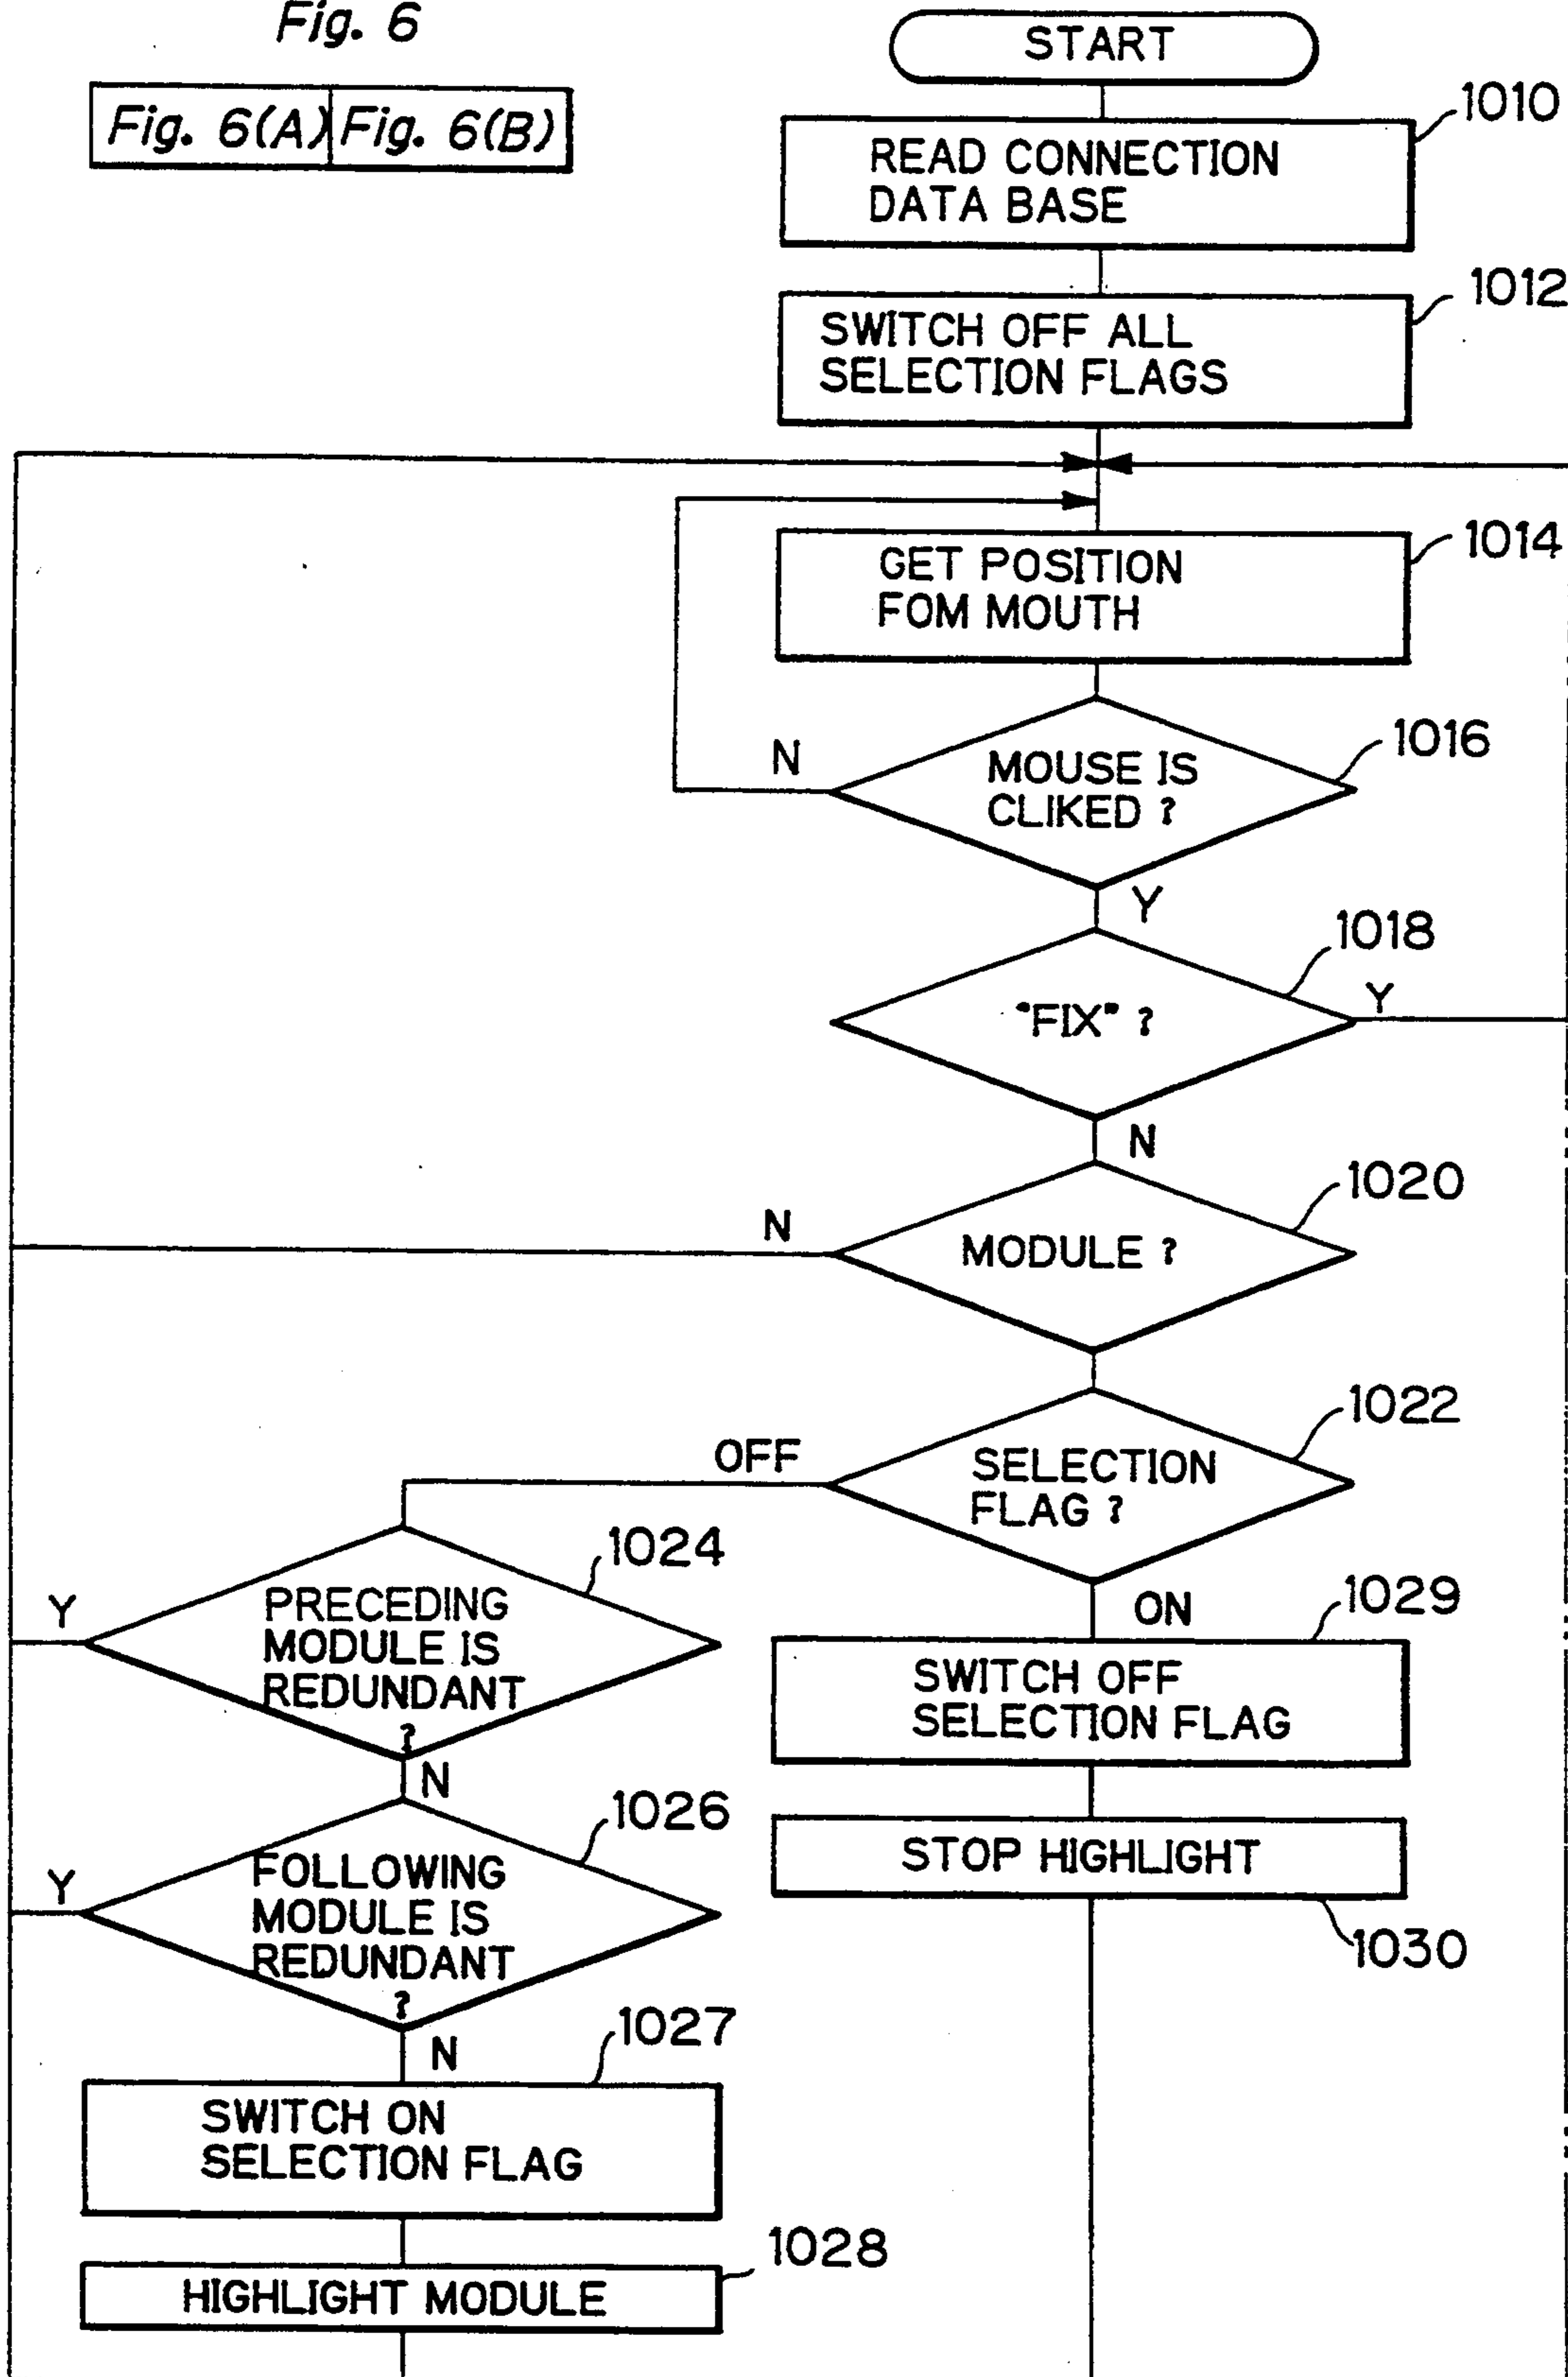 Fig. 6
Fig. 6(A) Fig. 6(B)
START
1010
READ CONNECTION
DATA BASE
1012
SWITCH OFF ALL
SELECTION FLAGS
1014
GET POSITION
FOM MOUTH
1016
N
MOUSE IS
CLIKED ?
Y
1018
"FIX" ?
Y
N
1020
N
MODULE ?
1022
OFF
SELECTION
FLAG ?
1024
Y
PRECEDING
MODULE IS
REDUNDANT
?
N
ON
1029
SWITCH OFF
SELECTION FLAG
1026
Y
FOLLOWING
MODULE IS
REDUNDANT
?
N
STOP HIGHLIGHT
1030
1027
SWITCH ON
SELECTION FLAG
1028
HIGHLIGHT MODULE